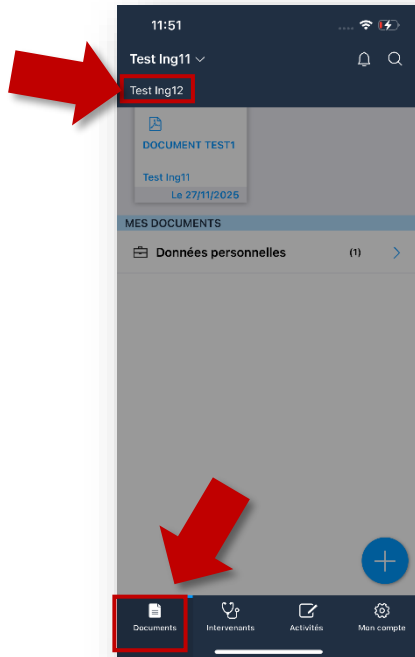 11:51
Test Ing11
Test Ing12
DOCUMENT TEST1
Test Ing11
Le 27/11/2025
MES DOCUMENTS
Données personnelles (1)
Documents Intervenants Activités Mon compte